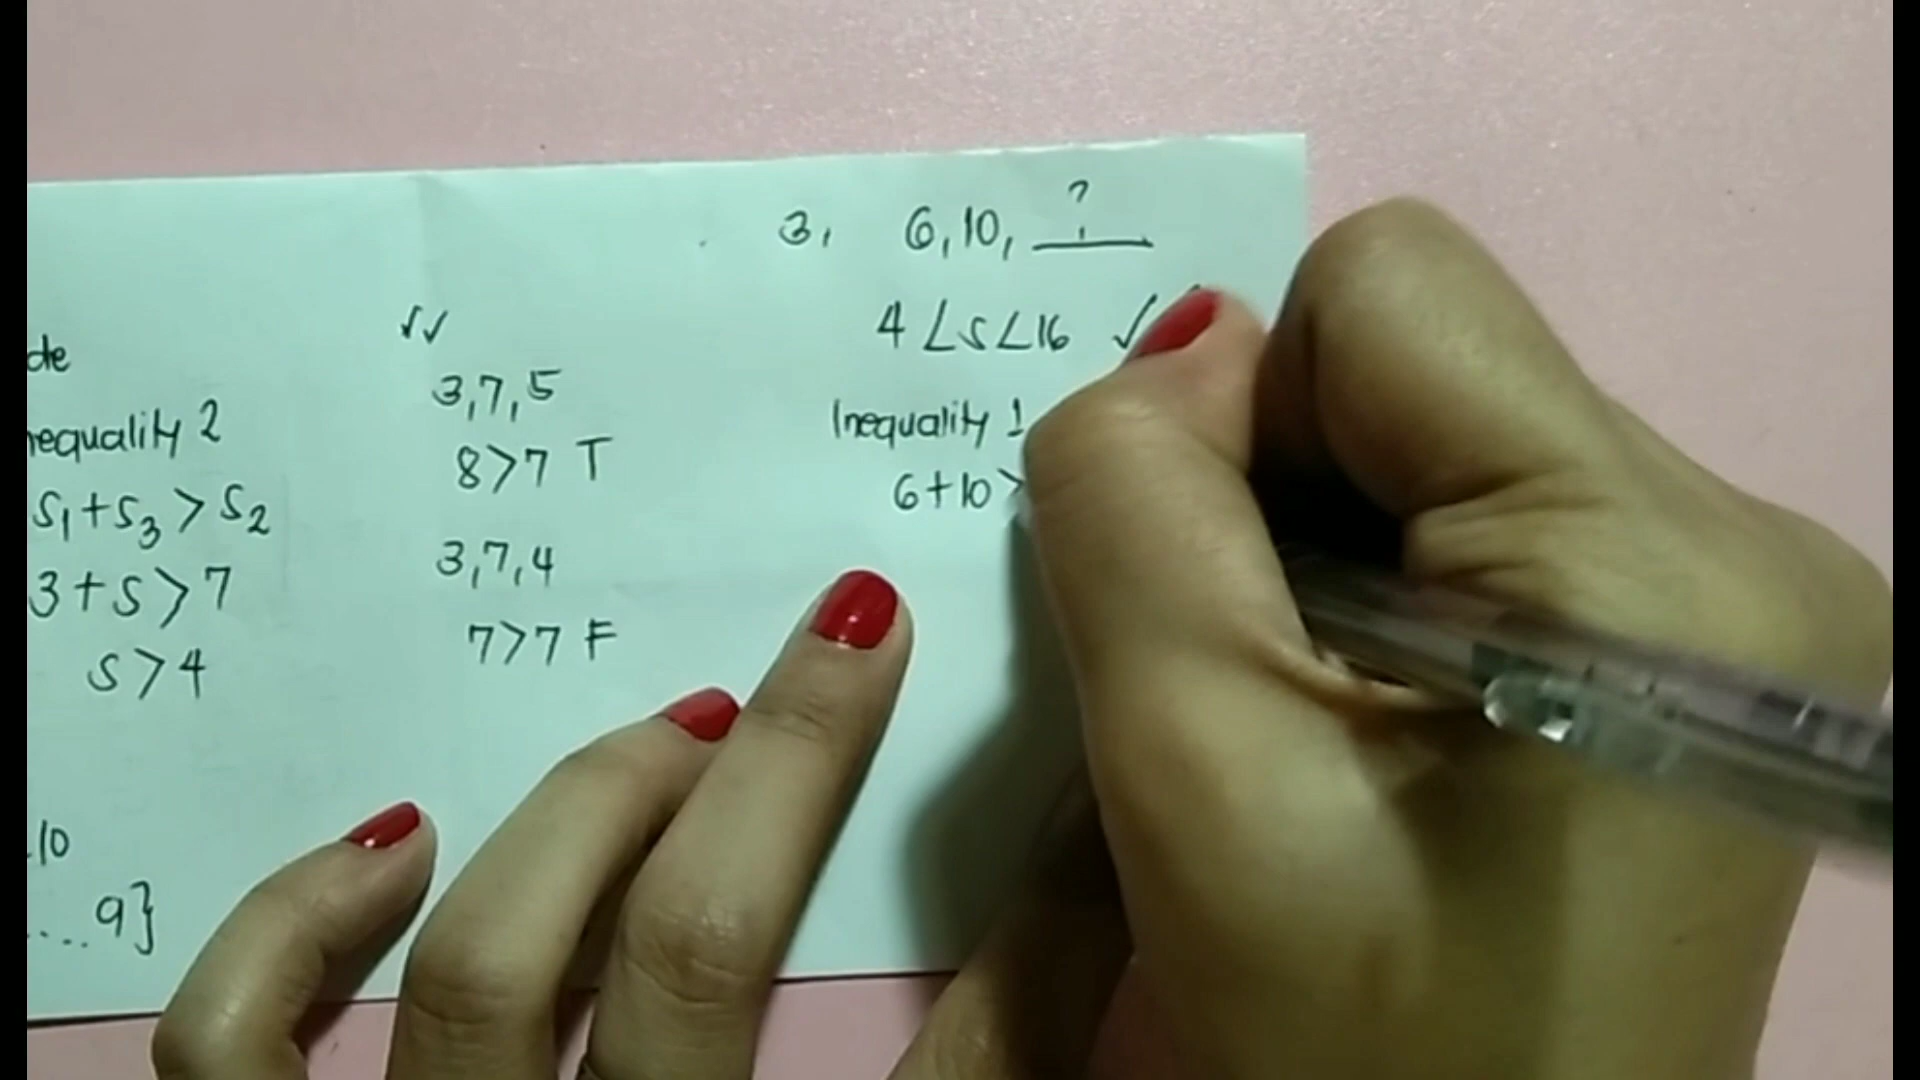 de
nequality 2
S1+S3>S2
3+S>7
S>4
10
....9}
✓✓
3,7,5
8>7 T
3,7,4
7>7 F
3, 6,10, ?
4<S<16 ✓
Inequality 1
6+10>